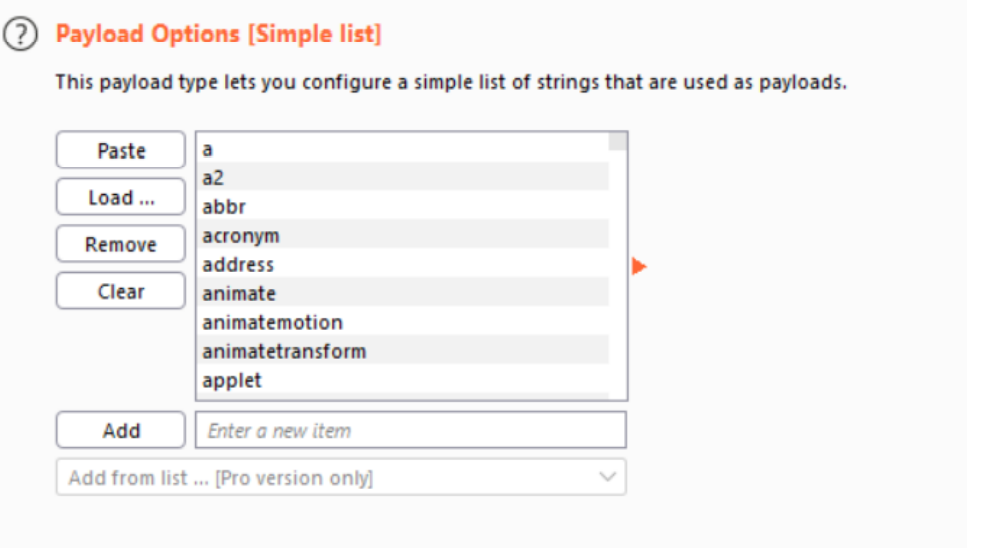 Payload Options [Simple list]
This payload type lets you configure a simple list of strings that are used as payloads.
Paste
Load ...
Remove
Clear
a
a2
abbr
acronym
address
animate
animatemotion
animatetransform
applet
Add
Enter a new item
Add from list ... [Pro version only]